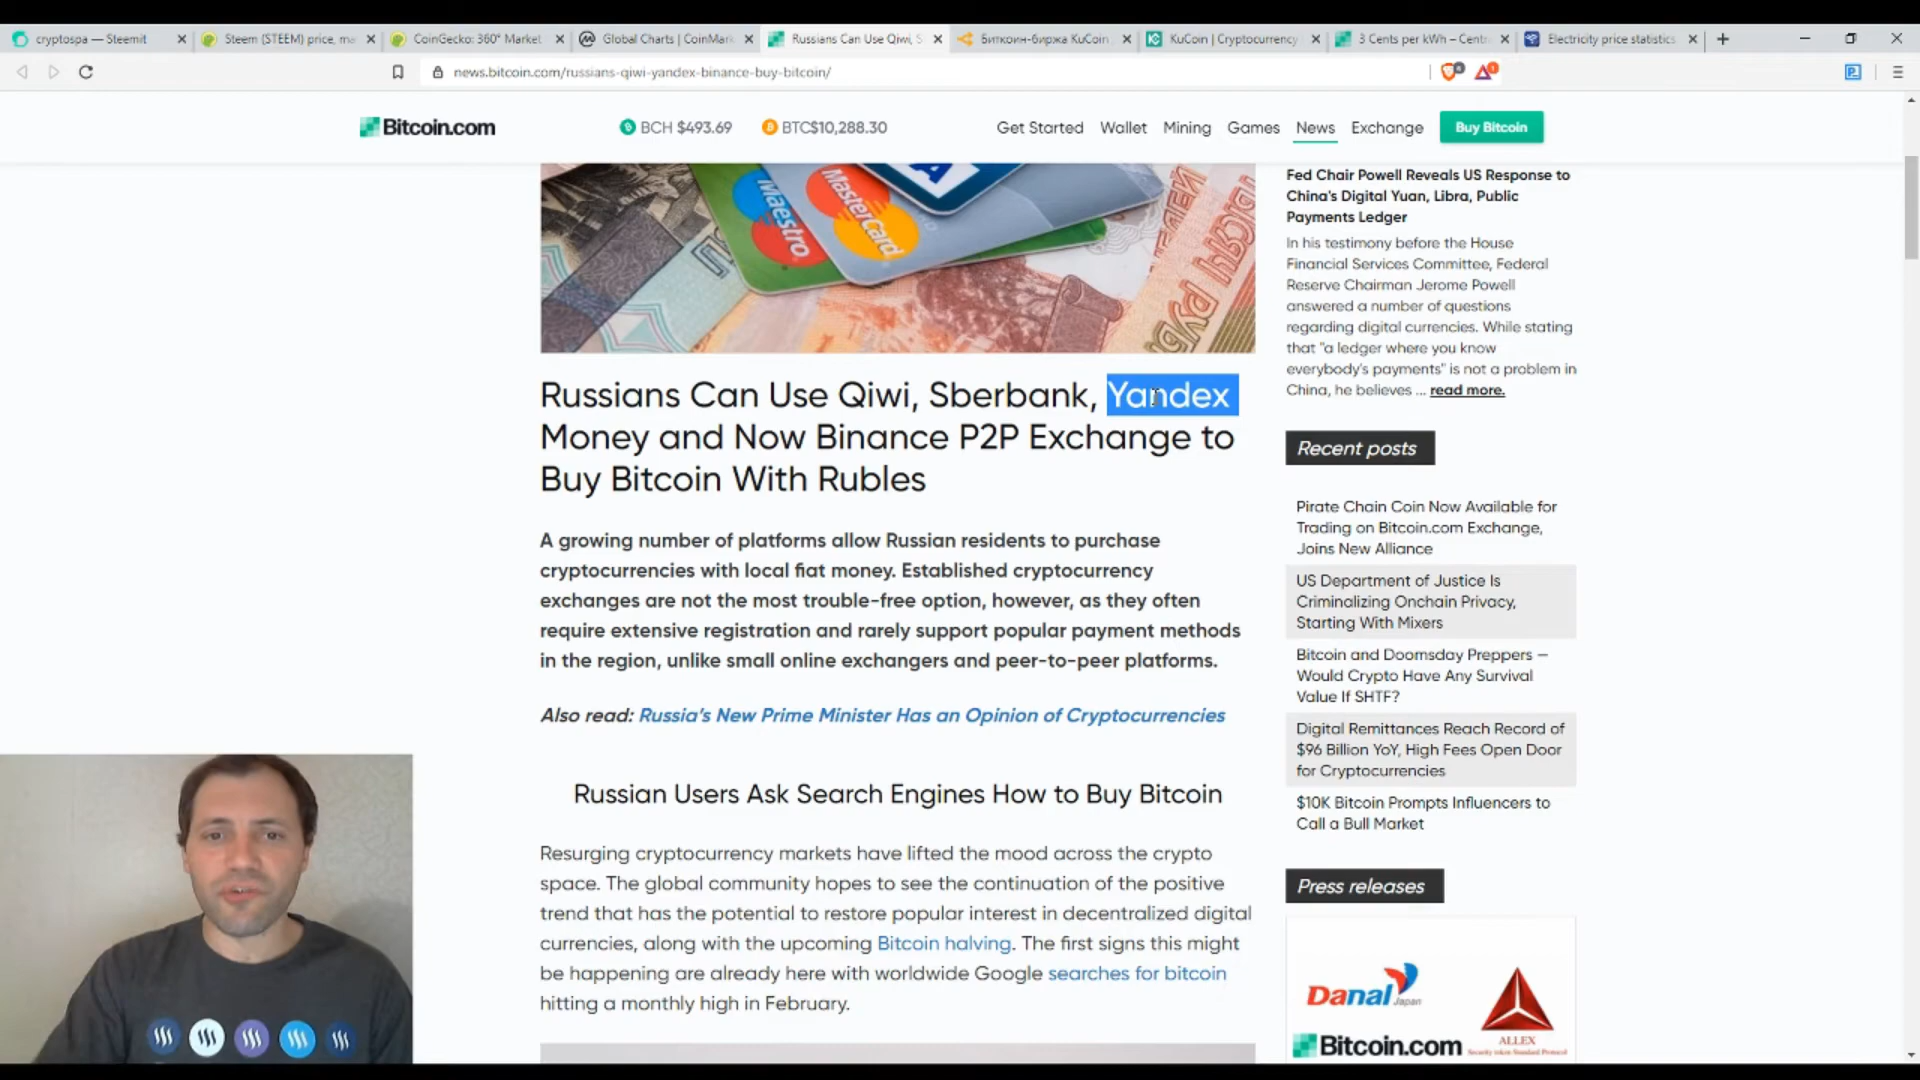 cryptospa — Steemit
Steem (STEEM) price, ma
CoinGecko: 360° Market
Global Charts | CoinMark
Russians Can Use Qiwi, S
Биткоин-биржа KuCoin
KuCoin | Cryptocurrency
3 Cents per kWh – Centr
Electricity price statistics
news.bitcoin.com/russians-qiwi-yandex-binance-buy-bitcoin/
Bitcoin.com
BCH $493.69
BTC$10,288.30
Get Started
Wallet
Mining
Games
News
Exchange
Buy Bitcoin
Maestro
MasterCard
Russians Can Use Qiwi, Sberbank, Yandex
Money and Now Binance P2P Exchange to
Buy Bitcoin With Rubles
A growing number of platforms allow Russian residents to purchase
cryptocurrencies with local fiat money. Established cryptocurrency
exchanges are not the most trouble-free option, however, as they often
require extensive registration and rarely support popular payment methods
in the region, unlike small online exchangers and peer-to-peer platforms.
Also read: Russia's New Prime Minister Has an Opinion of Cryptocurrencies
Russian Users Ask Search Engines How to Buy Bitcoin
Resurging cryptocurrency markets have lifted the mood across the crypto
space. The global community hopes to see the continuation of the positive
trend that has the potential to restore popular interest in decentralized digital
currencies, along with the upcoming Bitcoin halving. The first signs this might
be happening are already here with worldwide Google searches for bitcoin
hitting a monthly high in February.
Fed Chair Powell Reveals US Response to
China's Digital Yuan, Libra, Public
Payments Ledger
In his testimony before the House
Financial Services Committee, Federal
Reserve Chairman Jerome Powell
answered a number of questions
regarding digital currencies. While stating
that "a ledger where you know
everybody's payments" is not a problem in
China, he believes ... read more.
Recent posts
Pirate Chain Coin Now Available for
Trading on Bitcoin.com Exchange,
Joins New Alliance
US Department of Justice Is
Criminalizing Onchain Privacy,
Starting With Mixers
Bitcoin and Doomsday Preppers —
Would Crypto Have Any Survival
Value If SHTF?
Digital Remittances Reach Record of
$96 Billion YoY, High Fees Open Door
for Cryptocurrencies
$10K Bitcoin Prompts Influencers to
Call a Bull Market
Press releases
Danal Japan
ALLEX
Security token Standard Protocol
Bitcoin.com